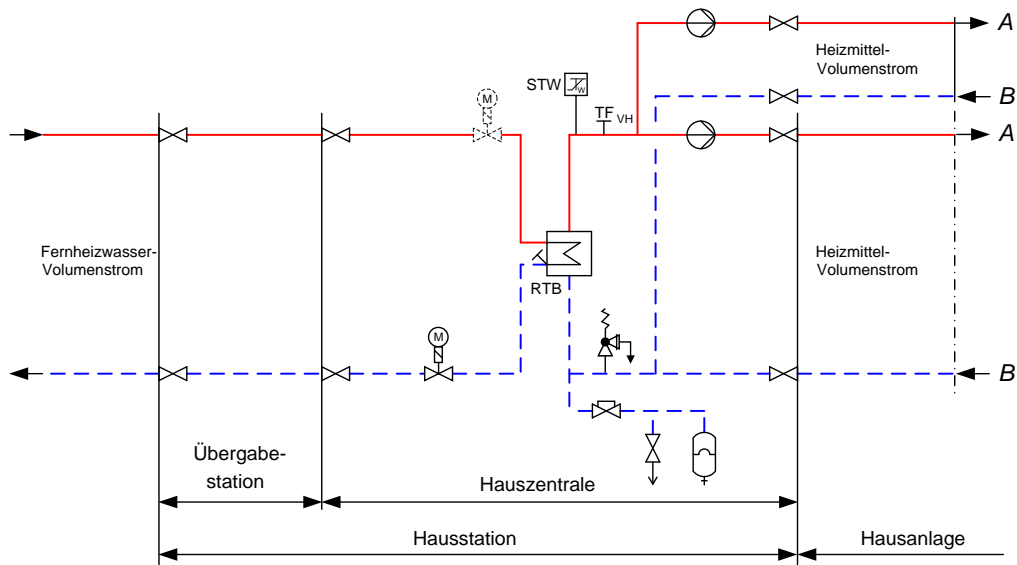 A
Heizmittel-
-Volumenstrom
STW
W
M
TF VH
B
A
Fernheizwasser-
-Volumenstrom
RTB
Heizmittel-
-Volumenstrom
M
B
Übergabe-
station
Hauszentrale
Hausstation
Hausanlage